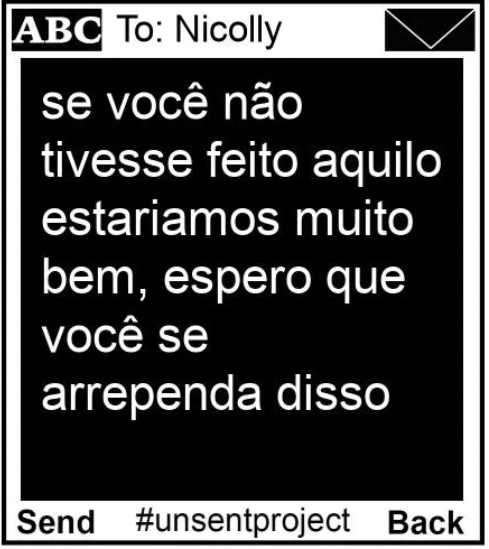 ABC To: Nicolly
se você não
tivesse feito aquilo
estariamos muito
bem, espero que
você se
arrependa disso
Send #unsentproject Back